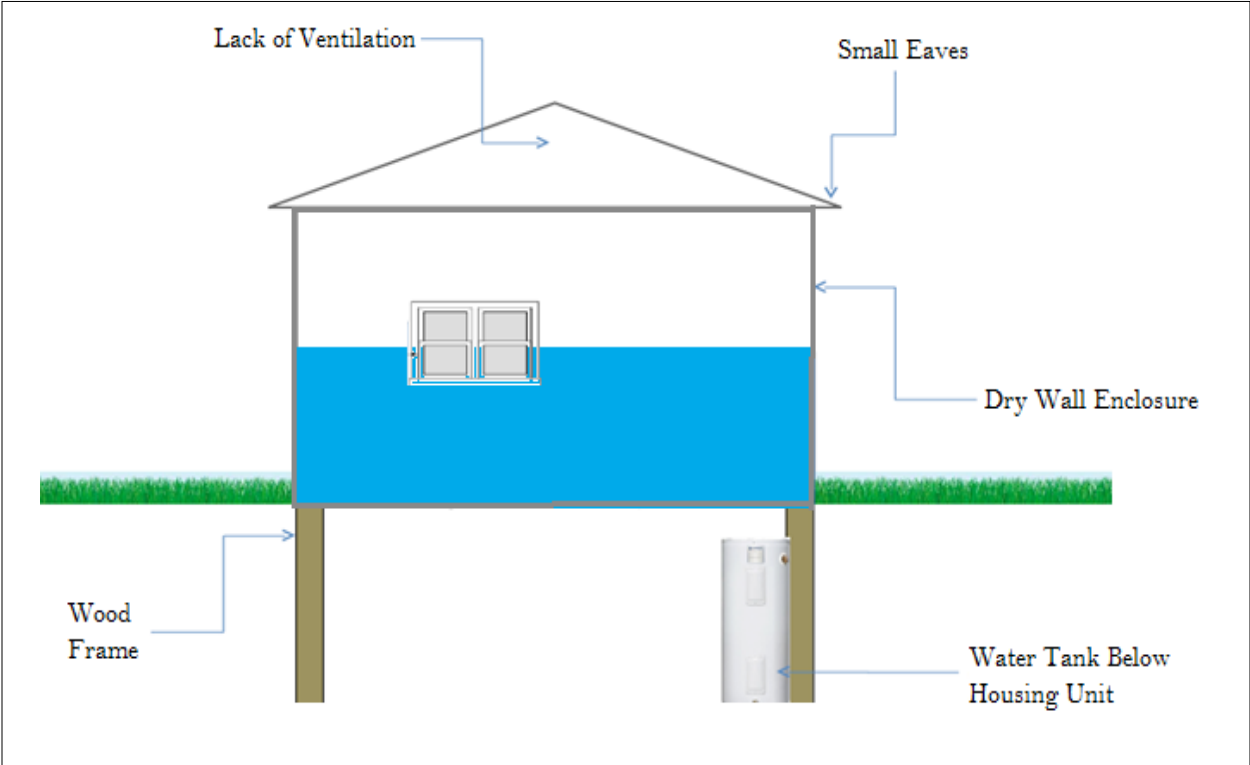 Lack of Ventilation
Small Eaves
Dry Wall Enclosure
Wood
Frame
Water Tank Below
Housing Unit